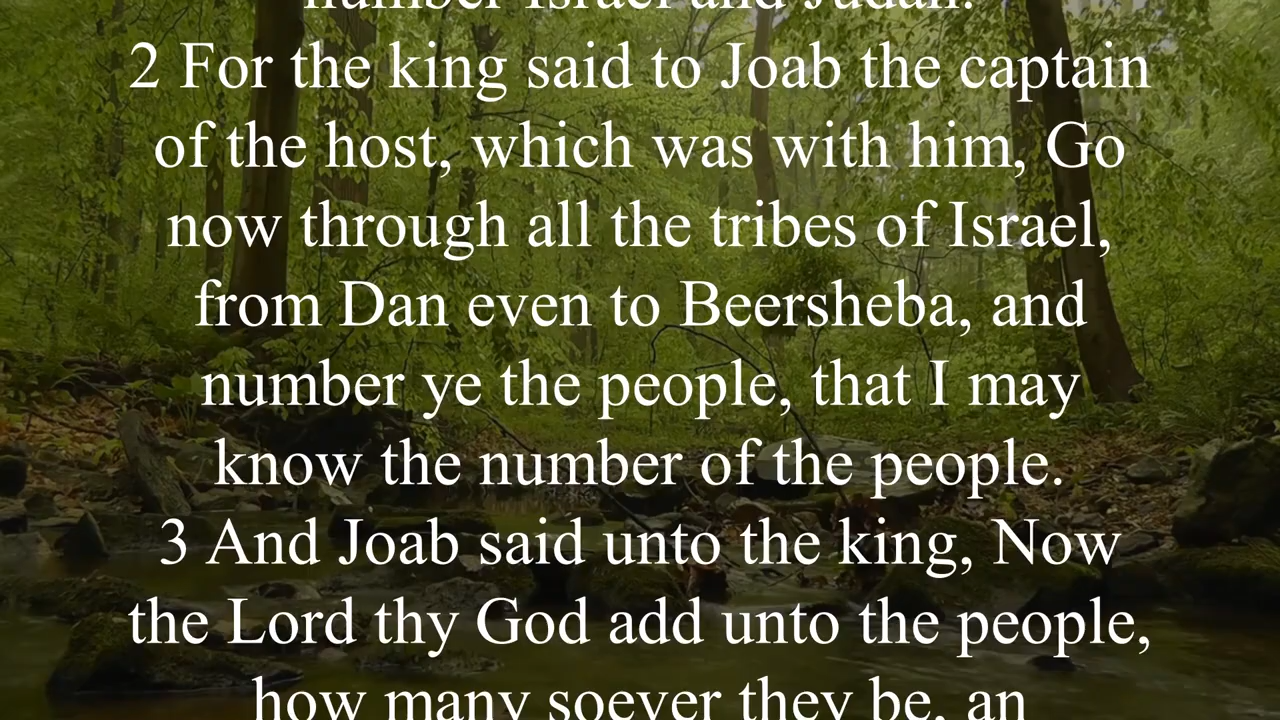 number Israel and Judah.
2 For the king said to Joab the captain
of the host, which was with him, Go
now through all the tribes of Israel,
from Dan even to Beersheba, and
number ye the people, that I may
know the number of the people.
3 And Joab said unto the king, Now
the Lord thy God add unto the people,
how many soever they be, an